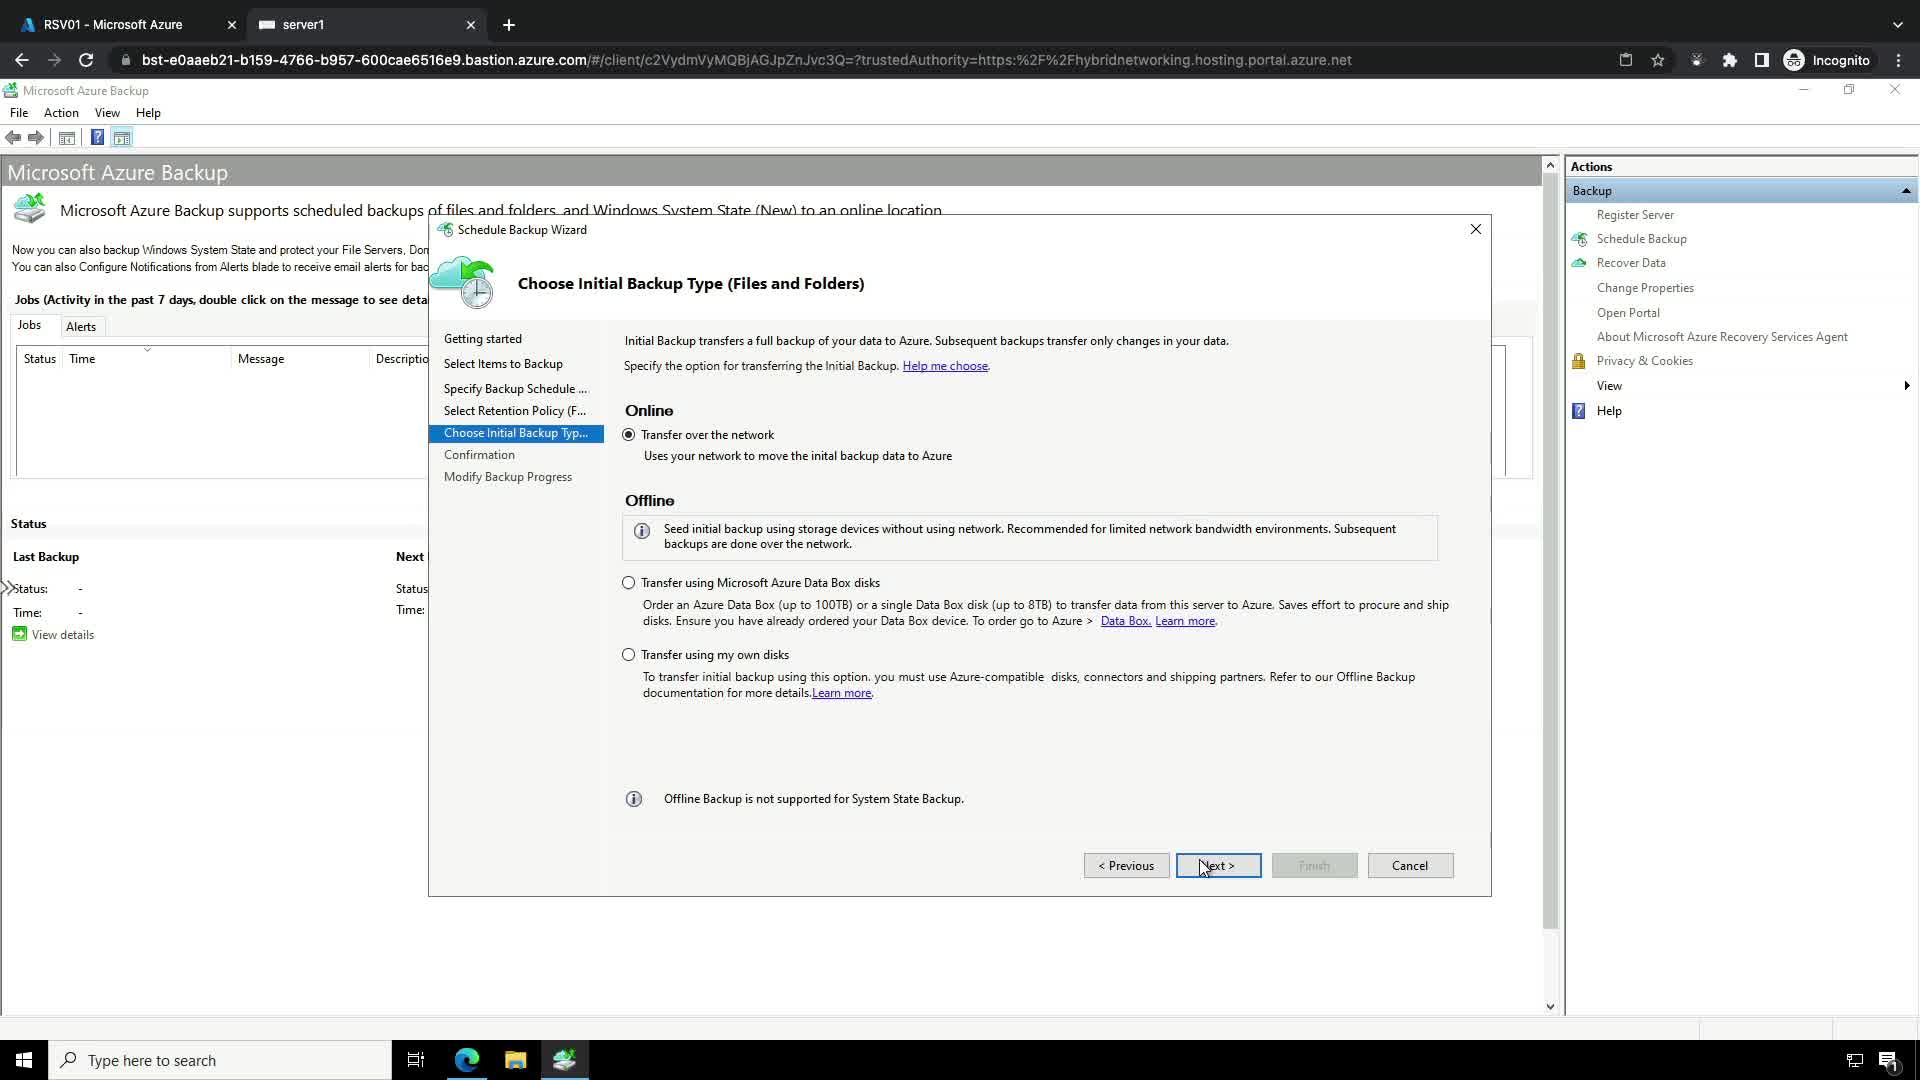 RSV01 - Microsoft Azure
server1
bst-e0aaeb21-b159-4766-b957-600cae6516e9.bastion.azure.com/#/client/c2VydmVyMQBjAGJpZnJvc3Q=?trustedAuthority=https:%2F%2Fhybridnetworking.hosting.portal.azure.net
Incognito
Microsoft Azure Backup
File Action View Help
Microsoft Azure Backup
Microsoft Azure Backup supports scheduled backups of files and folders, and Windows System State (New) to an online location
Now you can also backup Windows System State and protect your File Servers,
You can also Configure Notifications from Alerts blade to receive email alerts for
Jobs (Activity in the past 7 days, double click on the message to see
Jobs
Alerts
Status Time Message
Status
Last Backup
Next
Status: -
Status
Time: -
Time:
View details
Schedule Backup Wizard
Choose Initial Backup Type (Files and Folders)
Getting started
Select Items to Backup
Specify Backup Schedule ...
Select Retention Policy (F...
Choose Initial Backup Typ...
Confirmation
Modify Backup Progress
Initial Backup transfers a full backup of your data to Azure. Subsequent backups transfer only changes in your data.
Specify the option for transferring the Initial Backup. Help me choose.
Online
Transfer over the network
Uses your network to move the inital backup data to Azure
Offline
Seed initial backup using storage devices without using network. Recommended for limited network bandwidth environments. Subsequent
backups are done over the network.
Transfer using Microsoft Azure Data Box disks
Order an Azure Data Box (up to 100TB) or a single Data Box disk (up to 8TB) to transfer data from this server to Azure. Saves effort to procure and ship
disks. Ensure you have already ordered your Data Box device. To order go to Azure > Data Box. Learn more.
Transfer using my own disks
To transfer initial backup using this option. you must use Azure-compatible disks, connectors and shipping partners. Refer to our Offline Backup
documentation for more details.Learn more.
Offline Backup is not supported for System State Backup.
< Previous
Finish
Cancel
Actions
Backup
Register Server
Schedule Backup
Recover Data
Change Properties
Open Portal
About Microsoft Azure Recovery Services Agent
Privacy & Cookies
View
Help
Type here to search
1